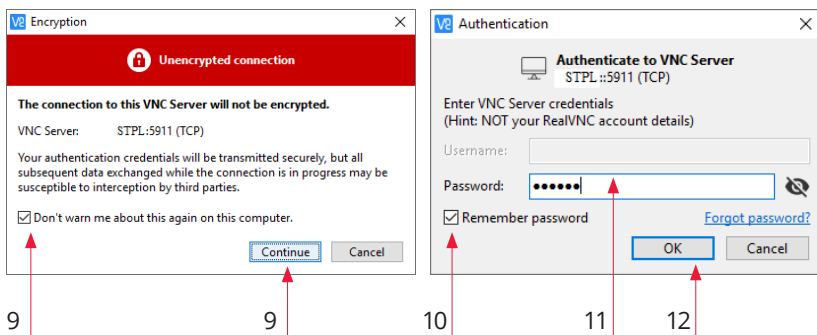 V2 Encryption
Unencrypted connection
The connection to this VNC Server will not be encrypted.
VNC Server: STPL:5911 (TCP)
Your authentication credentials will be transmitted securely, but all
subsequent data exchanged while the connection is in progress may be
susceptible to interception by third parties.
Don't warn me about this again on this computer.
Continue Cancel
9 9
V2 Authentication
Authenticate to VNC Server
STPL::5911 (TCP)
Enter VNC Server credentials
(Hint: NOT your RealVNC account details)
Username:
Password: ••••••
Remember password Forgot password?
OK Cancel
10 11 12